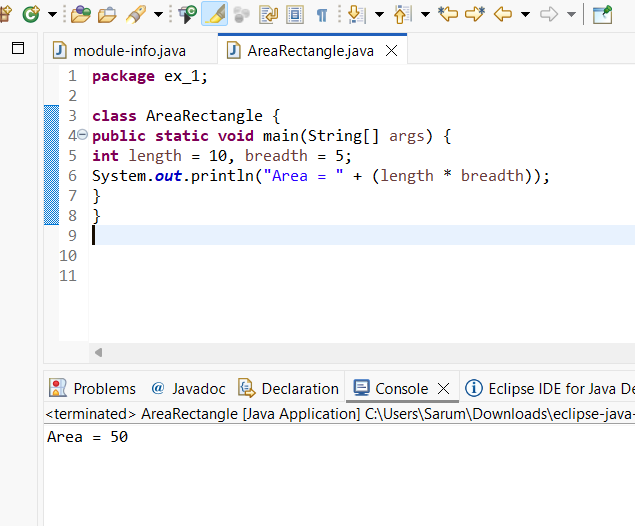 module-info.java AreaRectangle.java
1 package ex_1;
2
3 class AreaRectangle {
4 public static void main(String[] args) {
5 int length = 10, breadth = 5;
6 System.out.println("Area = " + (length * breadth));
7 }
8 }
9
10
11
Problems @ Javadoc Declaration Console Eclipse IDE for Java De
<terminated> AreaRectangle [Java Application] C:\Users\Sarum\Downloads\eclipse-java-
Area = 50